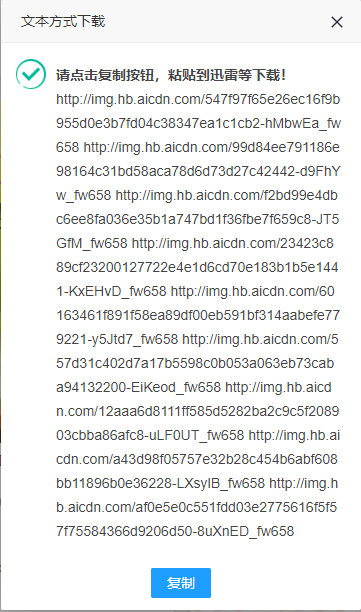 文本方式下载
请点击复制按钮，粘贴到迅雷等下载！
http://img.hb.aicdn.com/547f97f65e26ec16f9b
955d0e3b7fd04c38347ea1c1cb2-hMbwEa_fw
658 http://img.hb.aicdn.com/99d84ee791186e
98164c31bd58aca78d6d73d27c42442-d9FhY
w_fw658 http://img.hb.aicdn.com/f2bd99e4db
c6ee8fa036e35b1a747bd1f36fbe7f659c8-JT5
GfM_fw658 http://img.hb.aicdn.com/23423c8
89cf23200127722e4e1d6cd70e183b1b5e144
1-KxEHvD_fw658 http://img.hb.aicdn.com/60
163461f891f58ea89df00eb591bf314aabefe77
9221-y5Jtd7_fw658 http://img.hb.aicdn.com/5
57d31c402d7a17b5598c0b053a063eb73cab
a94132200-EiKeod_fw658 http://img.hb.aicd
n.com/12aaa6d8111ff585d5282ba2c9c5f2089
03cbba86afc8-uLF0UT_fw658 http://img.hb.ai
cdn.com/a43d98f05757e32b28c454b6abf608
bb11896b0e36228-LXsyIB_fw658 http://img.h
b.aicdn.com/af0e5e0c551fdd03e2775616f5f5
7f75584366d9206d50-8uXnED_fw658
复制